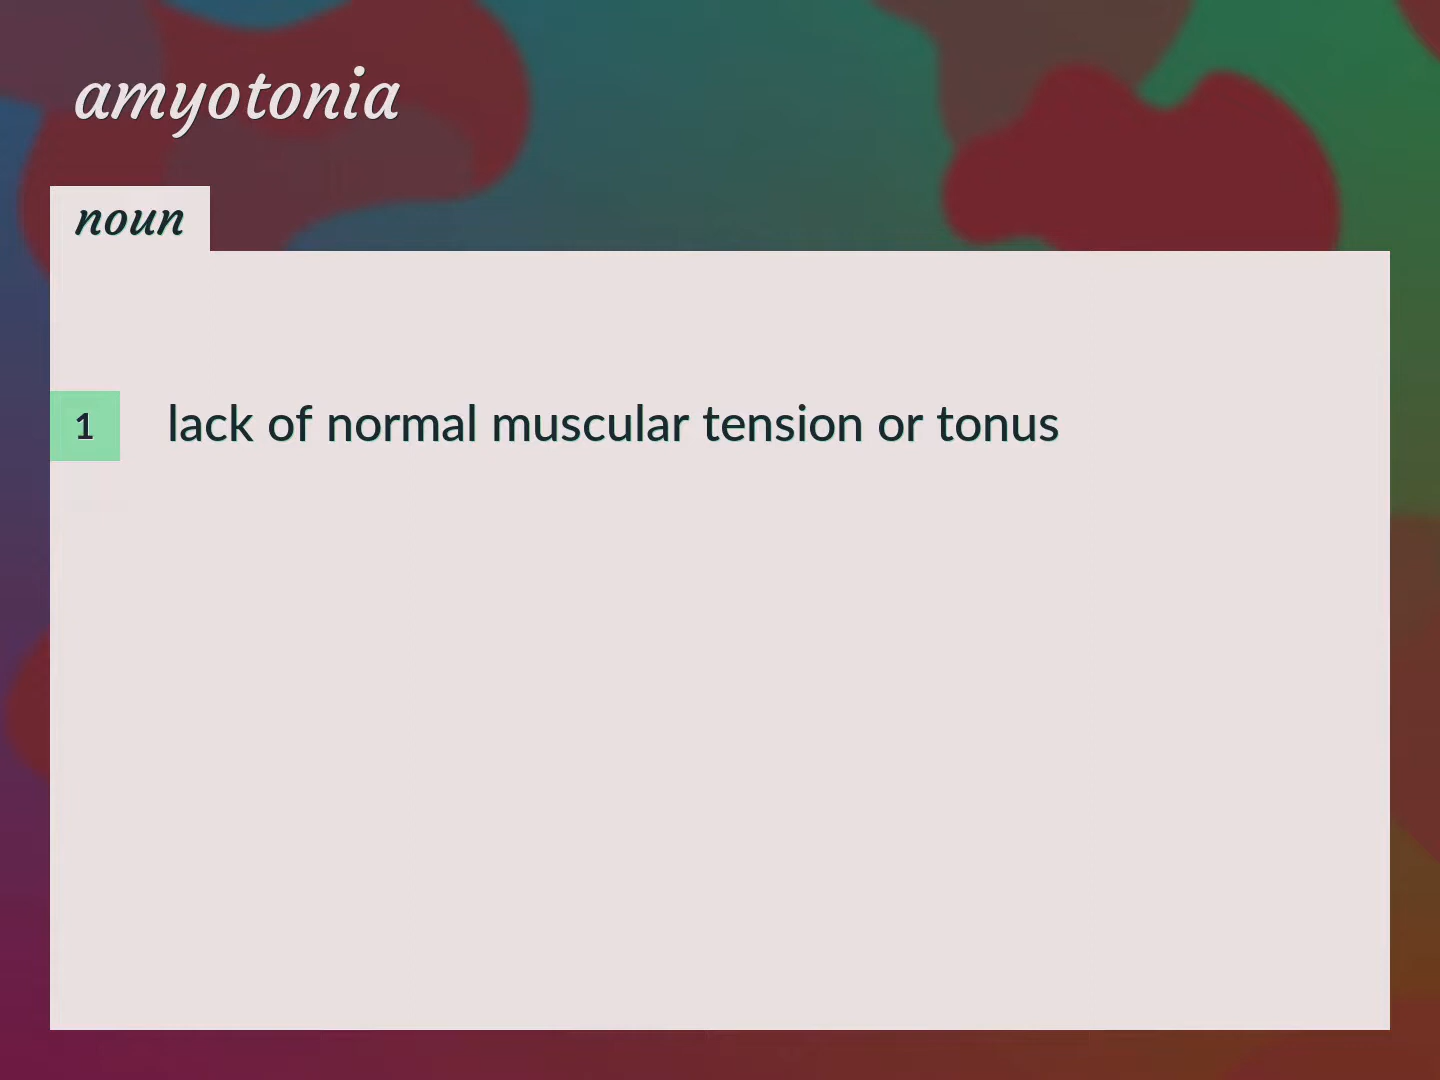 amyotonia
noun
1 lack of normal muscular tension or tonus